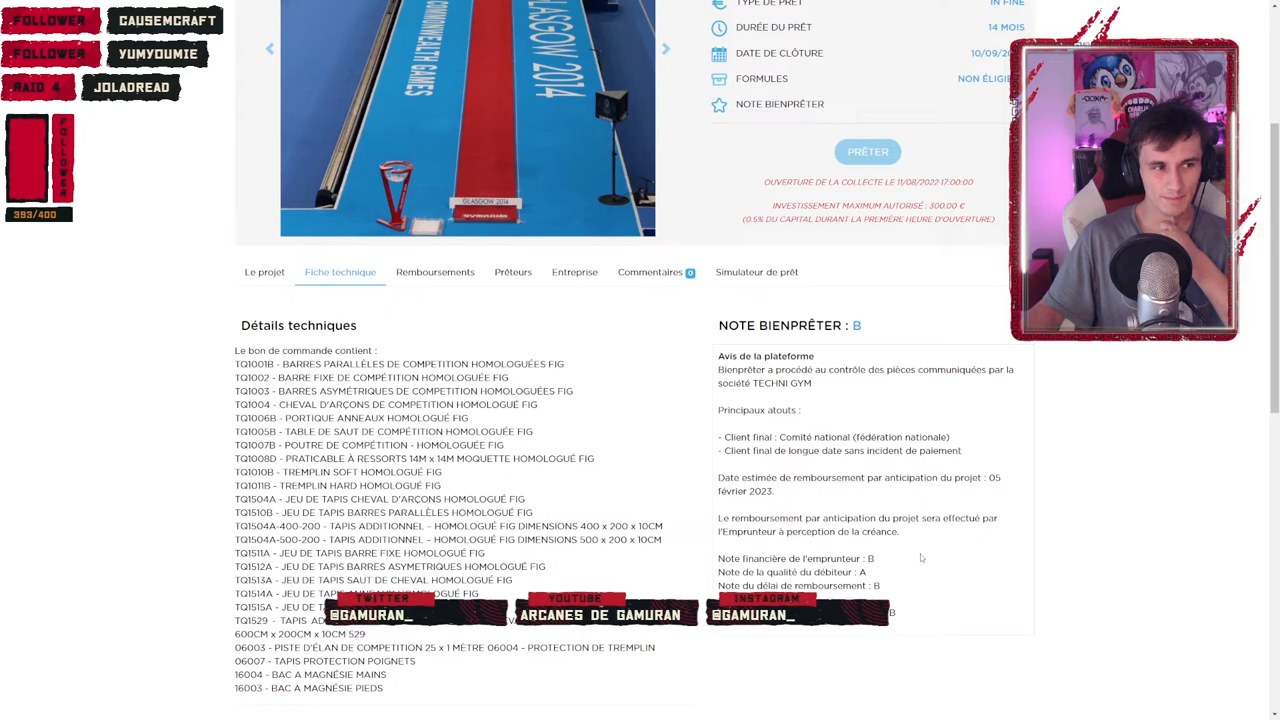 FOLLOWER CAUSEMCRAFT
FOLLOWER YUMYOUMIE
RAID 4 JOLADREAD
FOLLOWER
393/400
COMMONWEALTH GAMES
GLASGOW 2014
GLASGOW 2014
TYPE DE PRÊT IN FINE
DURÉE DU PRÊT 14 MOIS
DATE DE CLÔTURE 10/09/20
FORMULES NON ÉLIGI
NOTE BIENPRÊTER
PRÊTER
OUVERTURE DE LA COLLECTE LE 11/08/2022 17:00:00
INVESTISSEMENT MAXIMUM AUTORISÉ : 300.00 €
(0.5% DU CAPITAL DURANT LA PREMIÈRE HEURE D'OUVERTURE)
Le projet Fiche technique Remboursements Prêteurs Entreprise Commentaires 0 Simulateur de prêt
Détails techniques
Le bon de commande contient :
TQ1001B - BARRES PARALLÈLES DE COMPETITION HOMOLOGUÉES FIG
TQ1002 - BARRE FIXE DE COMPÉTITION HOMOLOGUÉE FIG
TQ1003 - BARRES ASYMÉTRIQUES DE COMPETITION HOMOLOGUÉES FIG
TQ1004 - CHEVAL D'ARÇONS DE COMPETITION HOMOLOGUÉ FIG
TQ1006B - PORTIQUE ANNEAUX HOMOLOGUÉ FIG
TQ1005B - TABLE DE SAUT DE COMPÉTITION HOMOLOGUÉE FIG
TQ1007B - POUTRE DE COMPÉTITION - HOMOLOGUÉE FIG
TQ1008D - PRATICABLE À RESSORTS 14M x 14M MOQUETTE HOMOLOGUÉ FIG
TQ1010B - TREMPLIN SOFT HOMOLOGUÉ FIG
TQ1011B - TREMPLIN HARD HOMOLOGUÉ FIG
TQ1504A - JEU DE TAPIS CHEVAL D'ARÇONS HOMOLOGUÉ FIG
TQ1510B - JEU DE TAPIS BARRES PARALLÈLES HOMOLOGUÉ FIG
TQ1504A-400-200 - TAPIS ADDITIONNEL – HOMOLOGUÉ FIG DIMENSIONS 400 x 200 x 10CM
TQ1504A-500-200 - TAPIS ADDITIONNEL – HOMOLOGUÉ FIG DIMENSIONS 500 x 200 x 10CM
TQ1511A - JEU DE TAPIS BARRE FIXE HOMOLOGUÉ FIG
TQ1512A - JEU DE TAPIS BARRES ASYMETRIQUES HOMOLOGUÉ FIG
TQ1513A - JEU DE TAPIS SAUT DE CHEVAL HOMOLOGUÉ FIG
TQ1514A - JEU DE TAPIS ANNEAUX HOMOLOGUÉ FIG
TQ1515A - JEU DE T
TQ1529 - TAPIS AD
600CM x 200CM x 10CM 529
06003 - PISTE D'ÉLAN DE COMPETITION 25 x 1 MÈTRE 06004 - PROTECTION DE TREMPLIN
06007 - TAPIS PROTECTION POIGNETS
16004 - BAC A MAGNÉSIE MAINS
16003 - BAC A MAGNÉSIE PIEDS
NOTE BIENPRÊTER : B
Avis de la plateforme
Bienprêter a procédé au contrôle des pièces communiquées par la
société TECHNI GYM
Principaux atouts :
- Client final : Comité national (fédération nationale)
- Client final de longue date sans incident de paiement
Date estimée de remboursement par anticipation du projet : 05
février 2023.
Le remboursement par anticipation du projet sera effectué par
l'Emprunteur à perception de la créance.
Note financière de l'emprunteur : B
Note de la qualité du débiteur : A
Note du délai de remboursement : B
B
TWITTER
@GAMURAN_
YOUTUBE
ARCANES DE GAMURAN
INSTAGRAM
@GAMURAN_